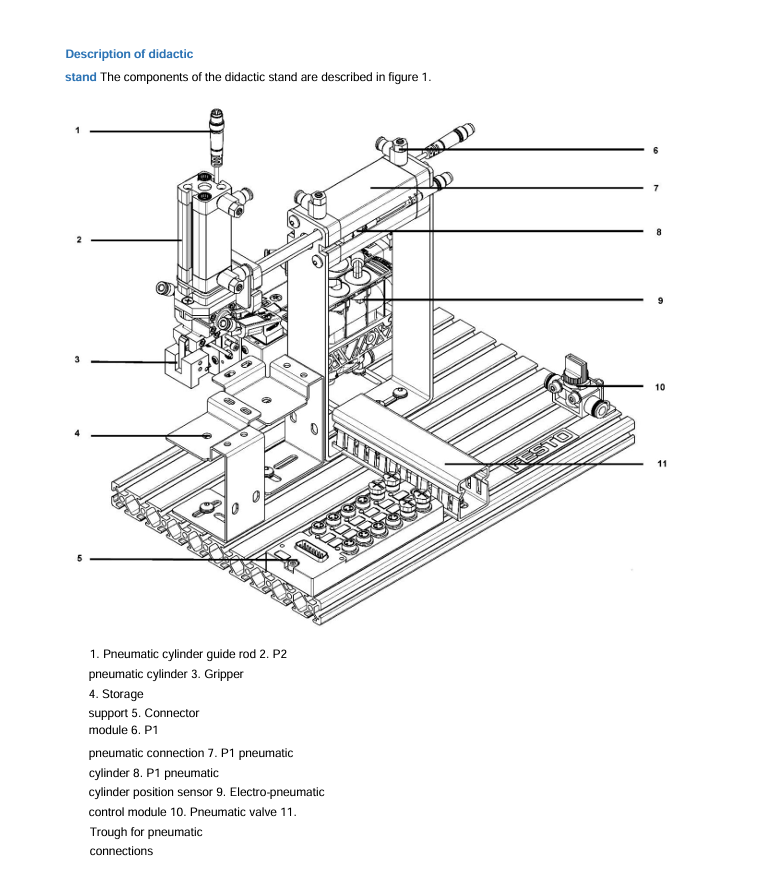 Description of didactic
stand The components of the didactic stand are described in figure 1.
1
6
7
2
8
9
3
10
4
FESTO
11
5
1. Pneumatic cylinder guide rod 2. P2
pneumatic cylinder 3. Gripper
4. Storage
support 5. Connector
module 6. P1
pneumatic connection 7. P1 pneumatic
cylinder 8. P1 pneumatic
cylinder position sensor 9. Electro-pneumatic
control module 10. Pneumatic valve 11.
Trough for pneumatic
connections